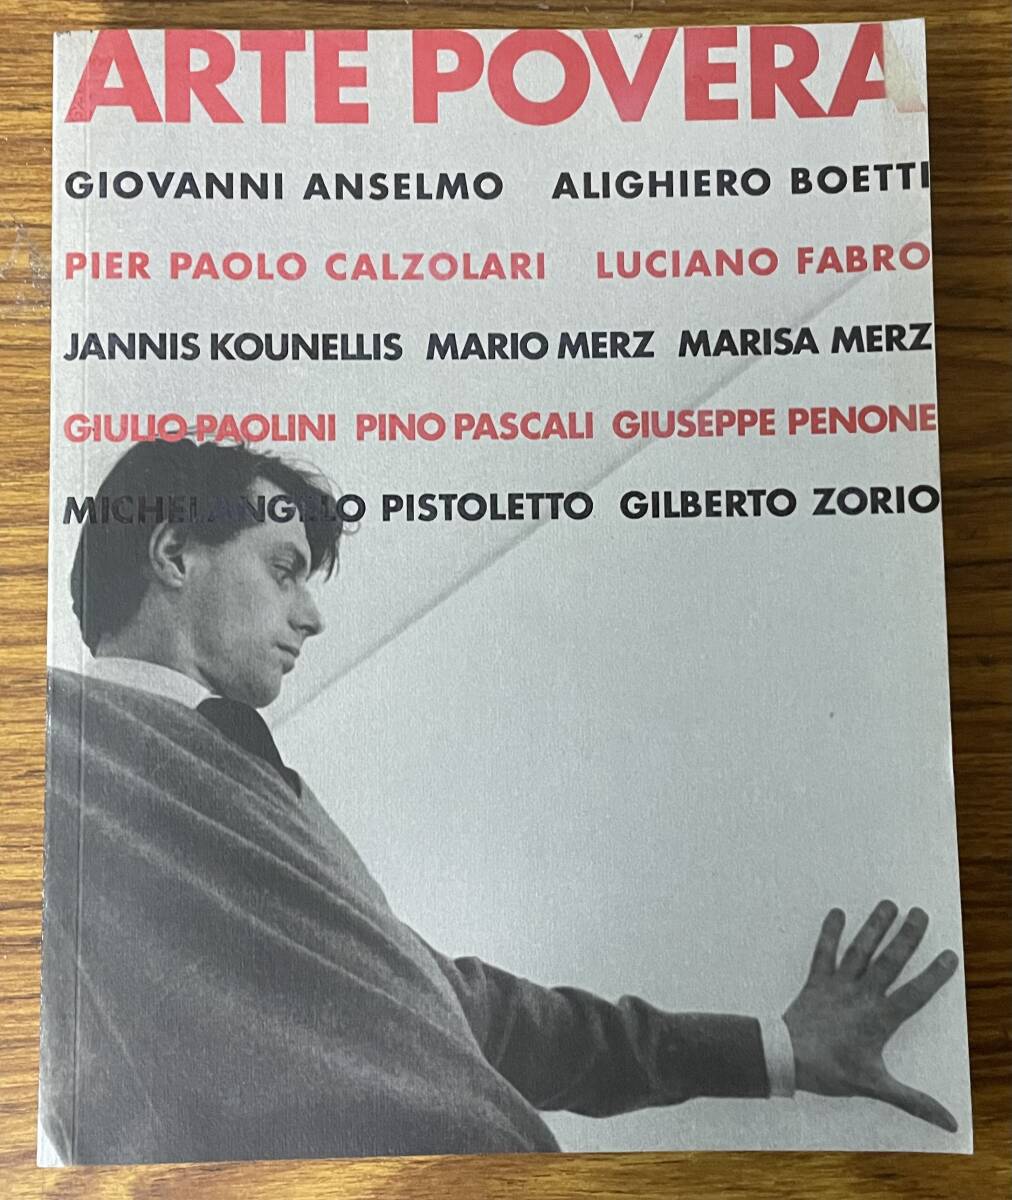 ARTE POVERA
GIOVANNI ANSELMO ALIGHIERO BOETTI
PIER PAOLO CALZOLARI LUCIANO FABRO
JANNIS KOUNELLIS MARIO MERZ MARISA MERZ
GIULIO PAOLINI PINO PASCALI GIUSEPPE PENONE
MICHELANGELO PISTOLETTO GILBERTO ZORIO